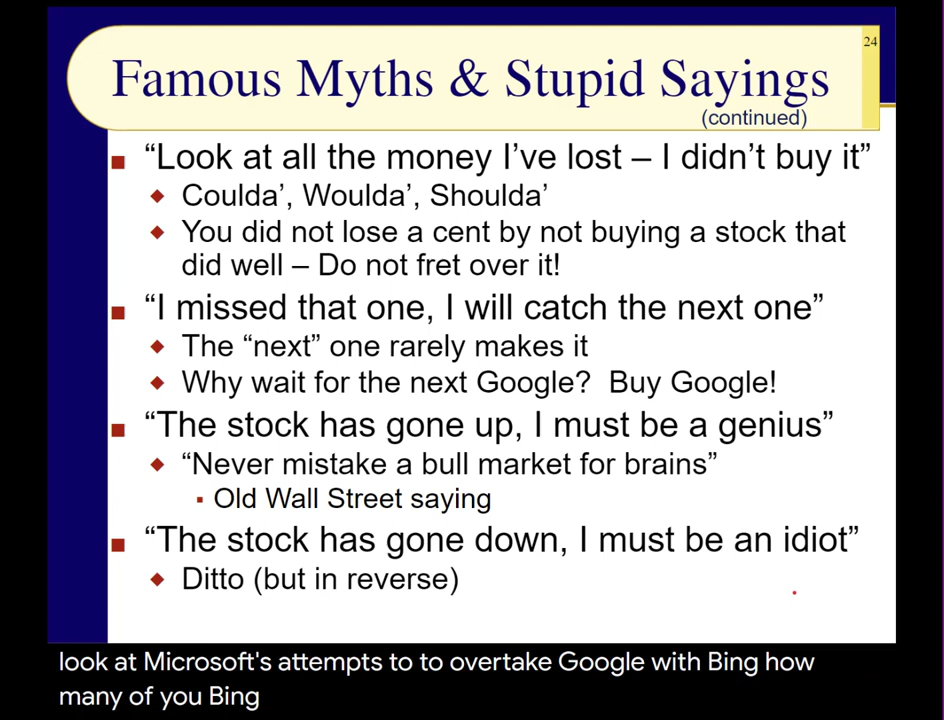 24
Famous Myths & Stupid Sayings
(continued)
“Look at all the money I’ve lost – I didn’t buy it”
Coulda’, Woulda’, Shoulda’
You did not lose a cent by not buying a stock that
did well – Do not fret over it!
“I missed that one, I will catch the next one”
The “next” one rarely makes it
Why wait for the next Google?  Buy Google!
“The stock has gone up, I must be a genius”
“Never mistake a bull market for brains”
Old Wall Street saying
“The stock has gone down, I must be an idiot”
Ditto (but in reverse)
look at Microsoft's attempts to to overtake Google with Bing how
many of you Bing